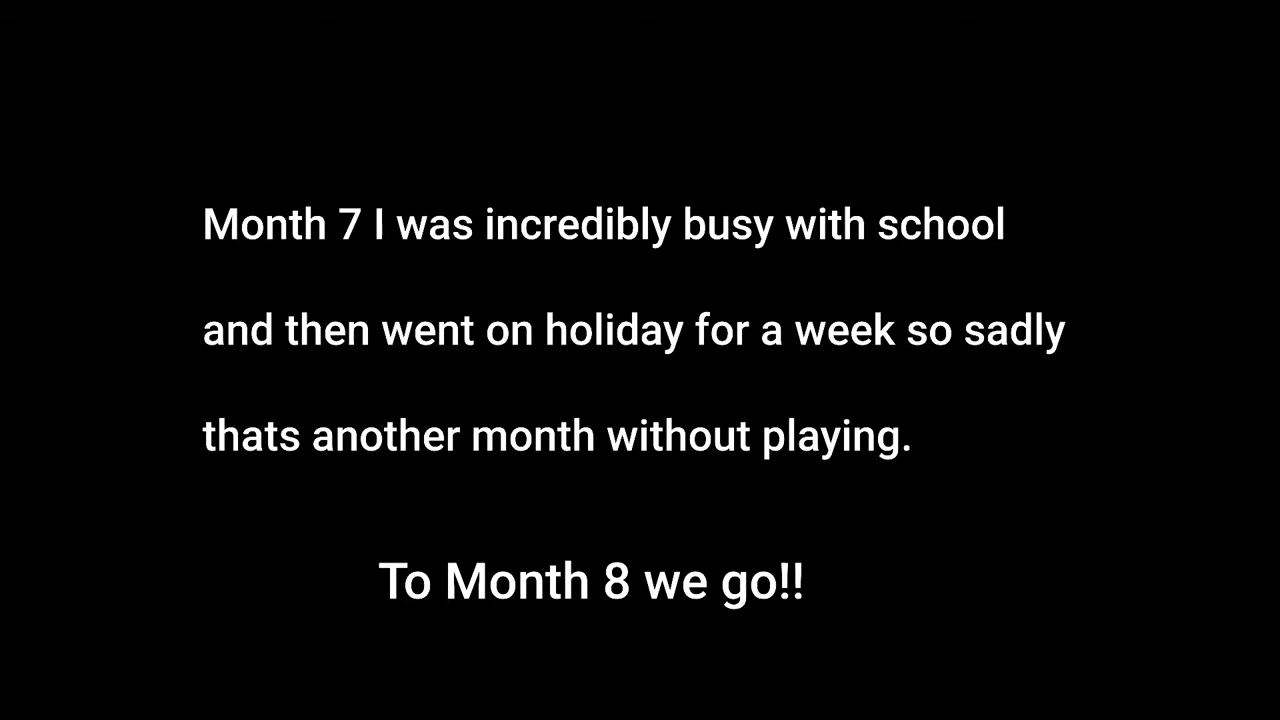 Month 7 I was incredibly busy with school
and then went on holiday for a week so sadly
thats another month without playing.
To Month 8 we go!!